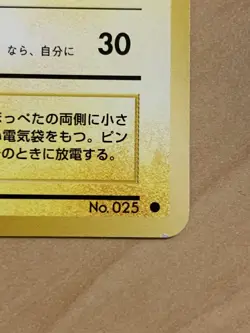 なら、自分に 30
っぺたの両側に小さ
電気袋をもつ。ピン
のときに放電する。
No. 025 ●